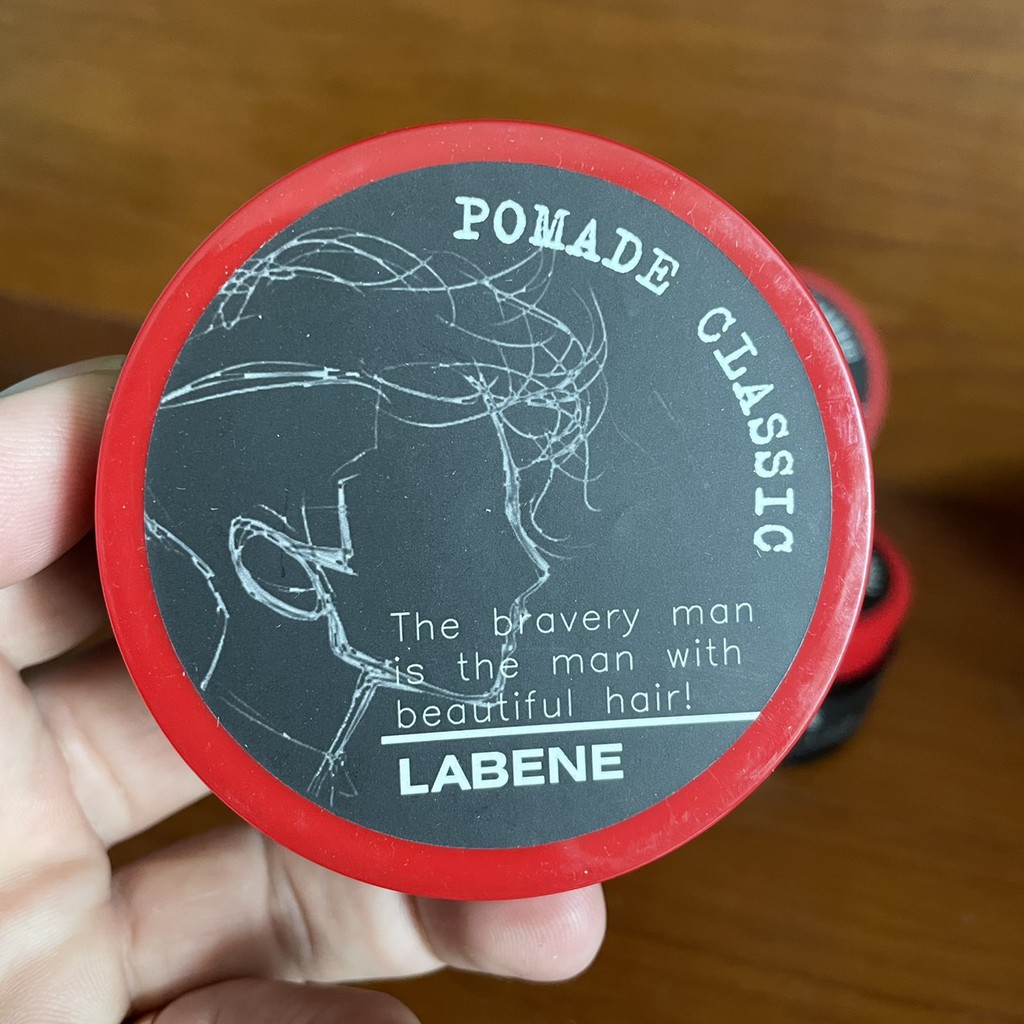 POMADE CLASSIC
The bravery man
is the man with
beautiful hair!
LABENE